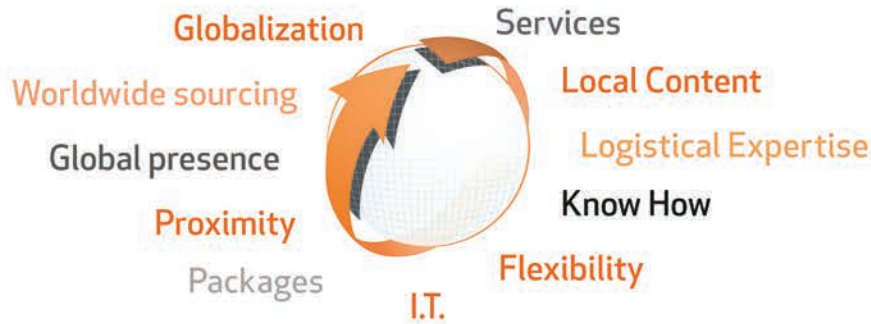 Globalization
Services
Worldwide sourcing
Local Content
Global presence
Logistical Expertise
Proximity
Know How
Packages
Flexibility
I.T.